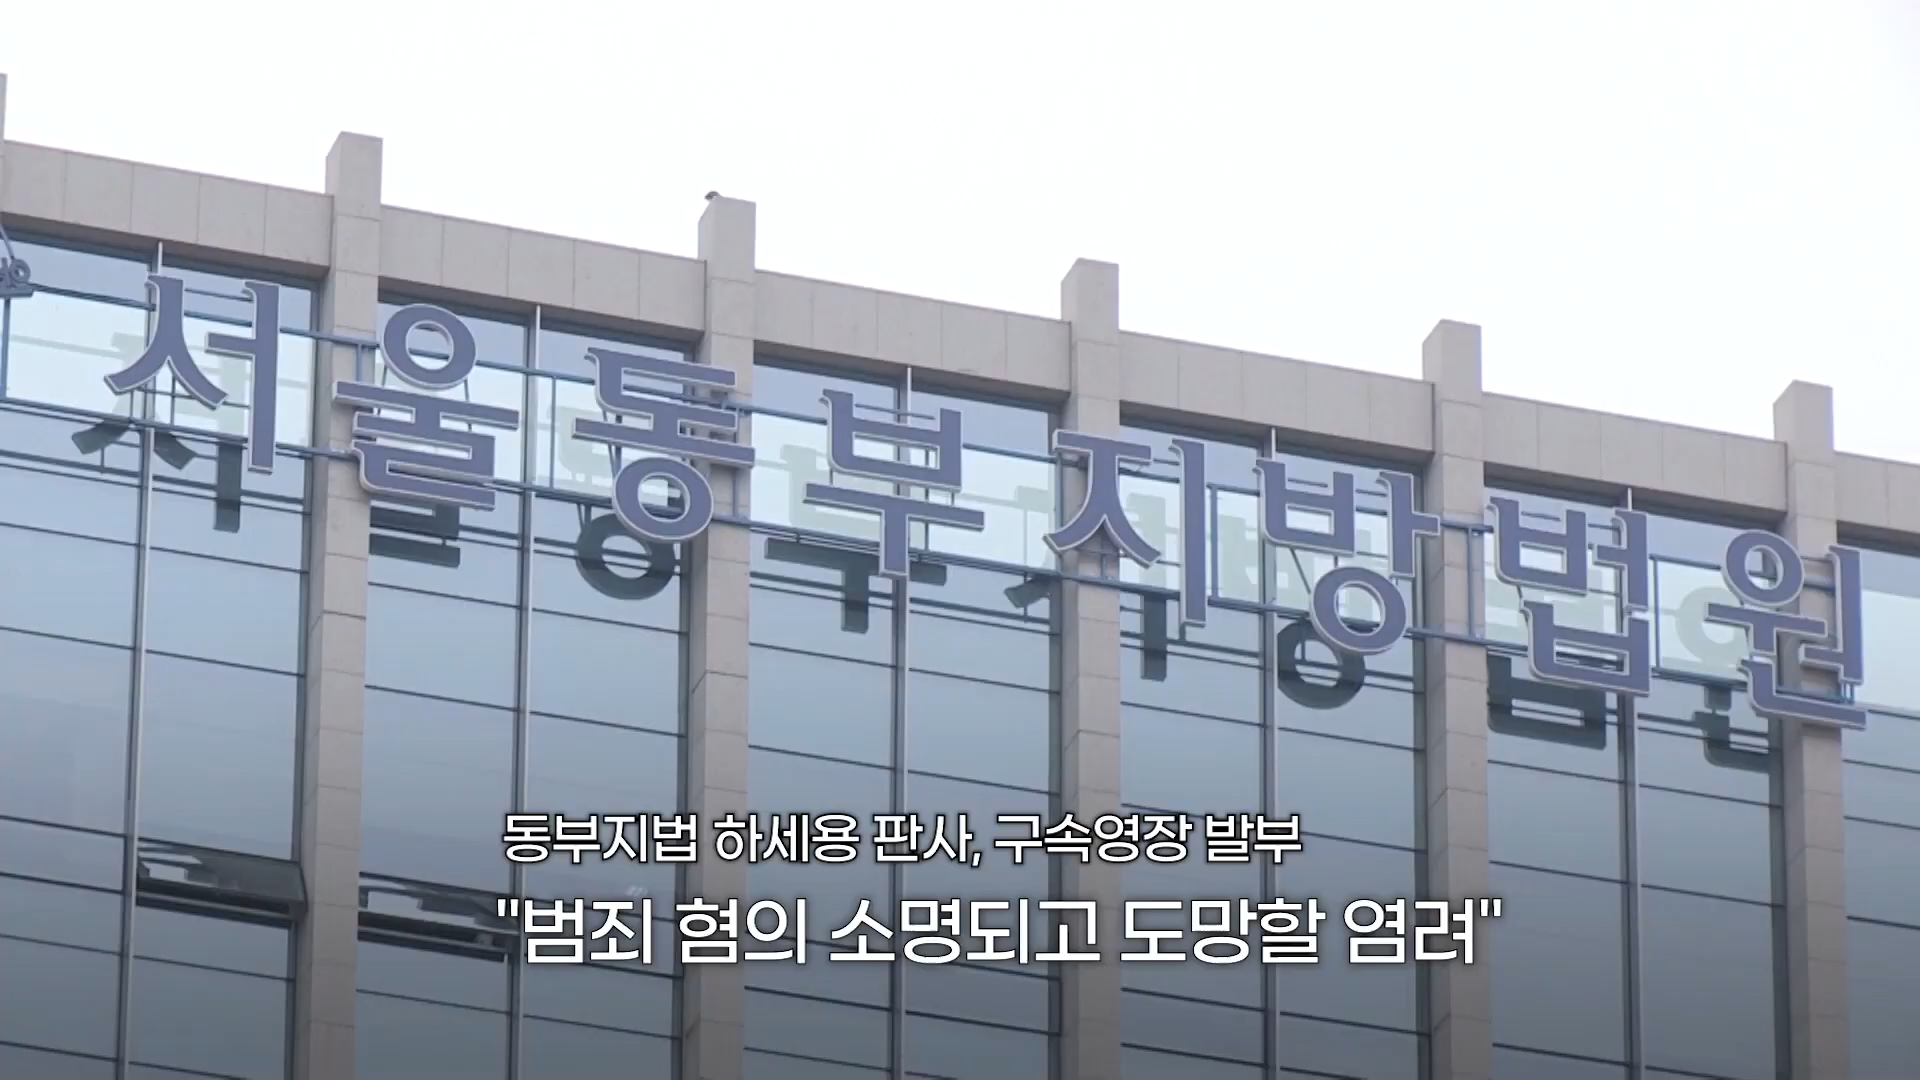 서울동부지방법원
동부지법 하세용 판사, 구속영장 발부
"범죄 혐의 소명되고 도망할 염려"